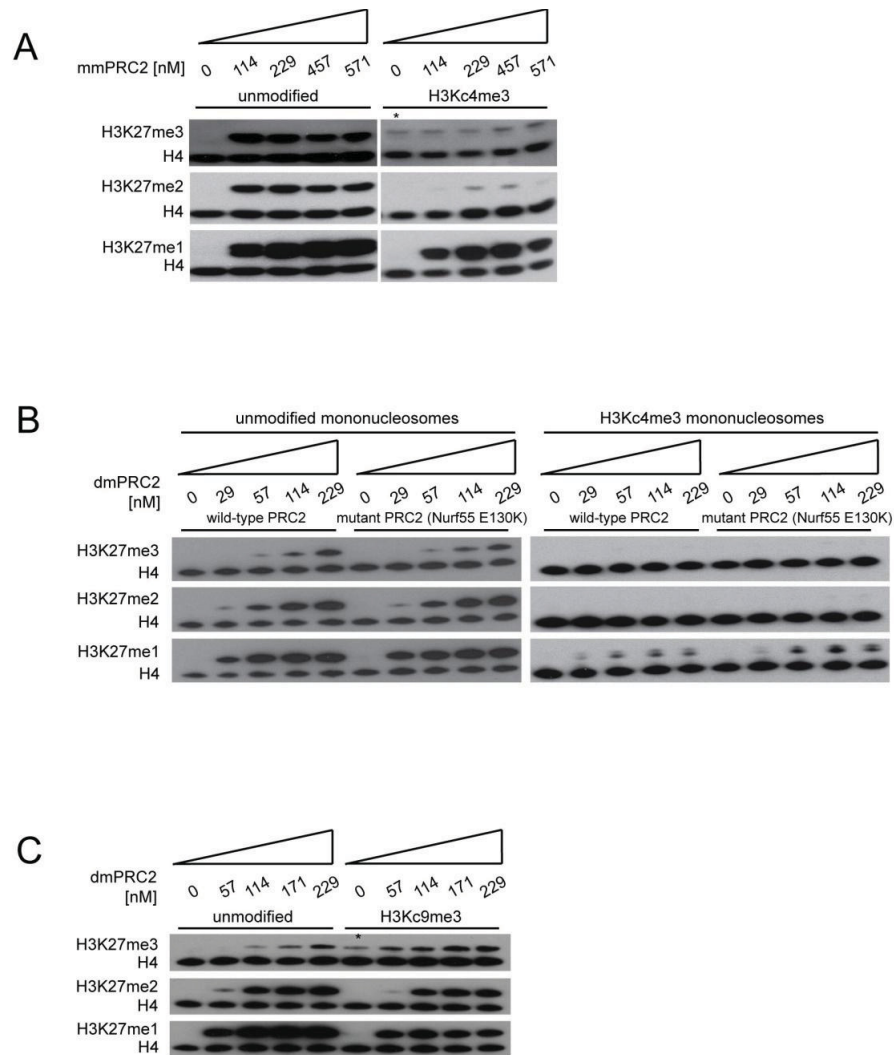 A
mmPRC2 [nM]
0 114 229 457 571 0 114 229 457 571
unmodified H3Kc4me3
*
H3K27me3
H4
H3K27me2
H4
H3K27me1
H4
B
unmodified mononucleosomes H3Kc4me3 mononucleosomes
dmPRC2
[nM]
0 29 57 114 229 0 29 57 114 229 0 29 57 114 229 0 29 57 114 229
wild-type PRC2 mutant PRC2 (Nurf55 E130K) wild-type PRC2 mutant PRC2 (Nurf55 E130K)
H3K27me3
H4
H3K27me2
H4
H3K27me1
H4
C
dmPRC2
[nM]
0 57 114 171 229 0 57 114 171 229
unmodified H3Kc9me3
*
H3K27me3
H4
H3K27me2
H4
H3K27me1
H4